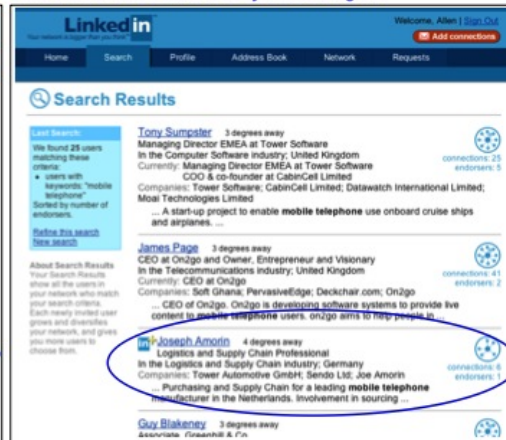 Linked in
Your network is bigger than you think
Welcome, Allen | Sign Out
Add connections
Home Search Profile Address Book Network Requests
Search Results
Last Search:
We found 25 users
matching these
criteria:
users with
keywords: "mobile
telephone"
Sorted by number of
endorsers.
Refine this search
New search
About Search Results
Your Search Results
show all the users in
your network who match
your search criteria.
Each newly invited user
grows and diversifies
your network, and gives
you more users to
choose from.
Tony Sumpster 3 degrees away
Managing Director EMEA at Tower Software
In the Computer Software industry; United Kingdom
Currently: Managing Director EMEA at Tower Software
COO & co-founder at CabinCell Limited
Companies: Tower Software; CabinCell Limited; Datawatch International Limited;
Moai Technologies Limited
... A start-up project to enable mobile telephone use onboard cruise ships
and airplanes. ...
connections: 25
endorsers: 5
James Page 3 degrees away
CEO at On2go and Owner, Entrepreneur and Visionary
In the Telecommunications industry; United Kingdom
Currently: CEO at On2go
Companies: Soft Ghana; PervasiveEdge; Deckchair.com; On2go
... CEO of On2go. On2go is developing software systems to provide live
content to mobile telephone users. on2go aims to help people in ...
connections: 41
endorsers: 2
in Joseph Amorin 4 degrees away
Logistics and Supply Chain Professional
In the Logistics and Supply Chain industry; Germany
Companies: Tower Automotive GmbH; Sendo Ltd; Joe Amorin
... Purchasing and Supply Chain for a leading mobile telephone
manufacturer in the Netherlands. Involvement in sourcing ...
connections: 6
endorsers: 1
Guy Blakeney 3 degrees away
Associate, Greenhill & Co.